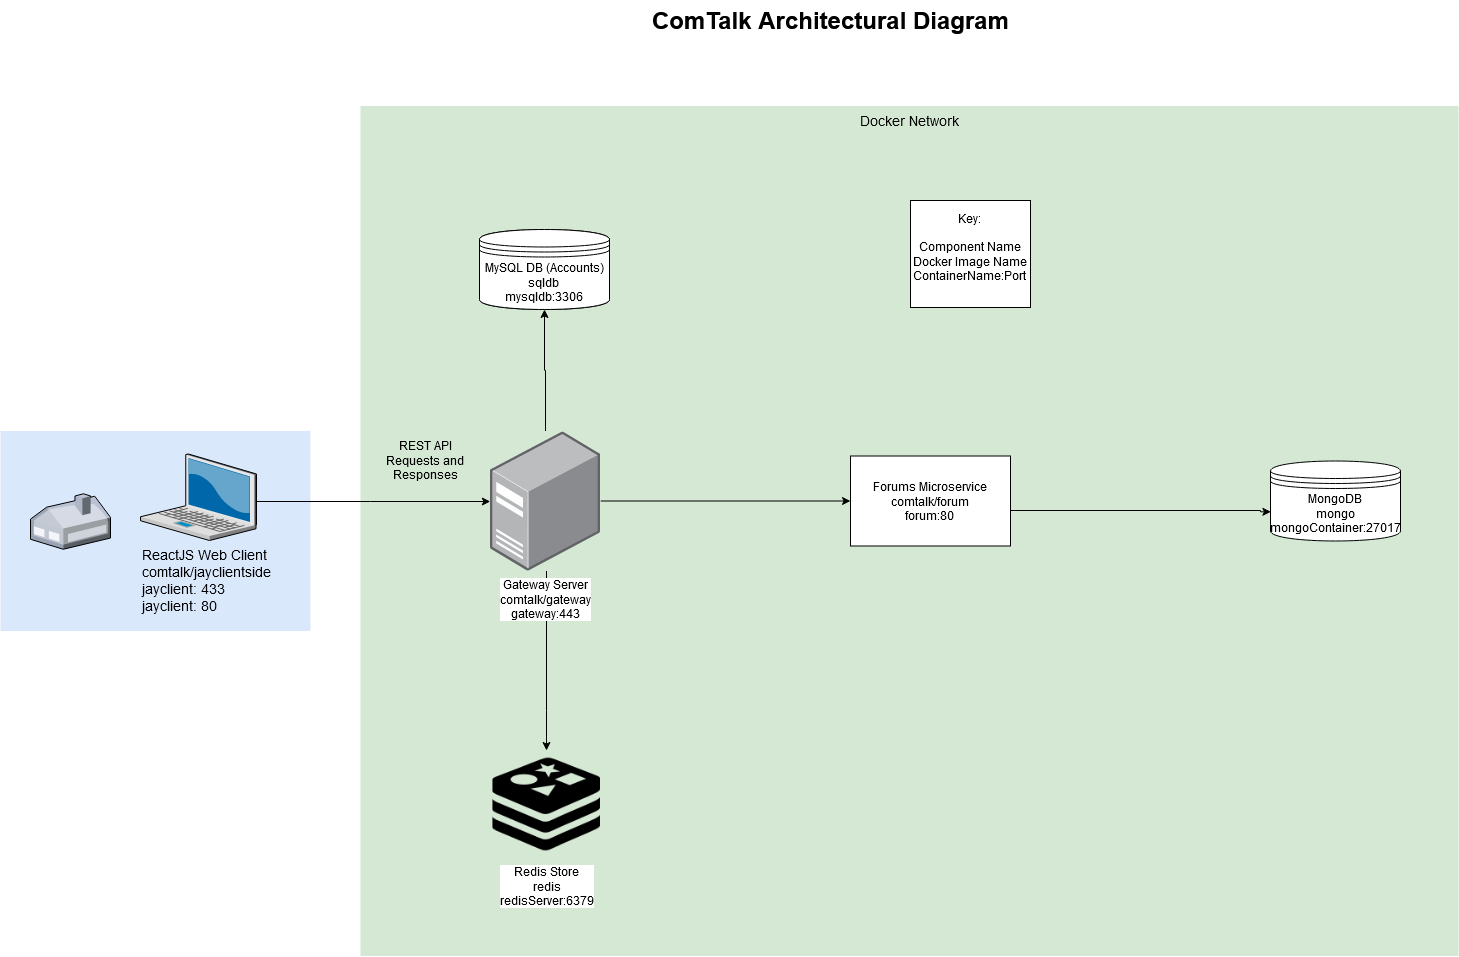 ComTalk Architectural Diagram
Docker Network
Key:
Component Name
Docker Image Name
ContainerName:Port
MySQL DB (Accounts)
sqldb
mysqldb:3306
REST API
Requests and
Responses
ReactJS Web Client
comtalk/jayclientside
jayclient: 433
jayclient: 80
Gateway Server
comtalk/gateway
gateway:443
Forums Microservice
comtalk/forum
forum:80
MongoDB
mongo
mongoContainer:27017
Redis Store
redis
redisServer:6379